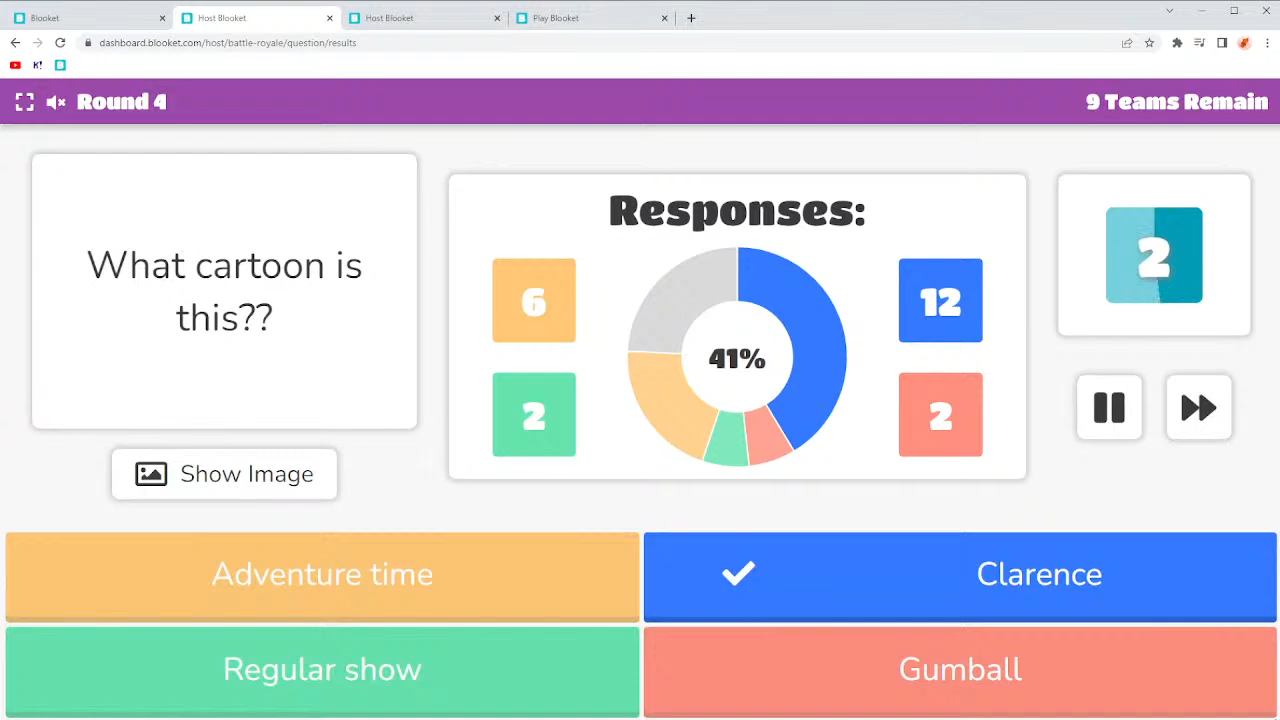 Blooket
Host Blooket
Host Blooket
Play Blooket
dashboard.blooket.com/host/battle-royale/question/results
K!
Round 4
9 Teams Remain
What cartoon is
this??
Show Image
Responses:
6
12
41%
2
2
2
Adventure time
Clarence
Regular show
Gumball